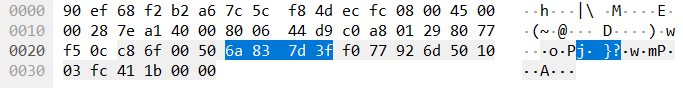 0000 90 ef 68 f2 b2 a6 7c 5c f8 4d ec fc 08 00 45 00 ··h···|\ ·M····E·
0010 00 28 7e a1 40 00 80 06 44 d9 c0 a8 01 29 80 77 ·(~·@··· D····)·w
0020 f5 0c c8 6f 00 50 6a 83 7d 3f f0 77 92 6d 50 10 ···o·Pj· }?·w·mP·
0030 03 fc 41 1b 00 00 ··A···